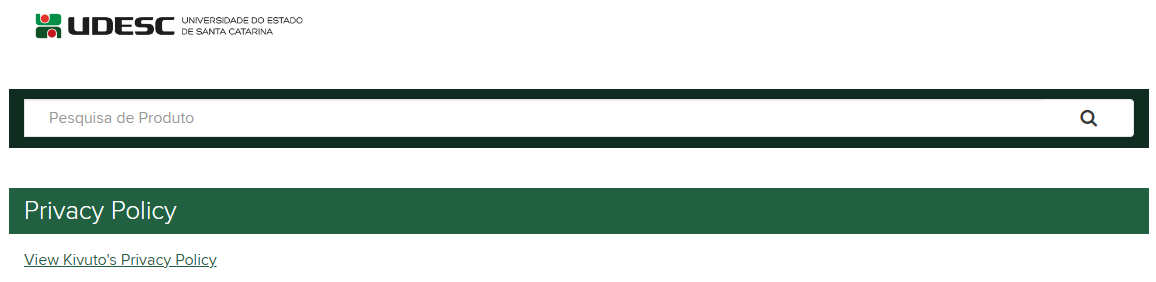 UDESC
UNIVERSIDADE DO ESTADO
DE SANTA CATARINA
Pesquisa de Produto
Privacy Policy
View Kivuto's Privacy Policy